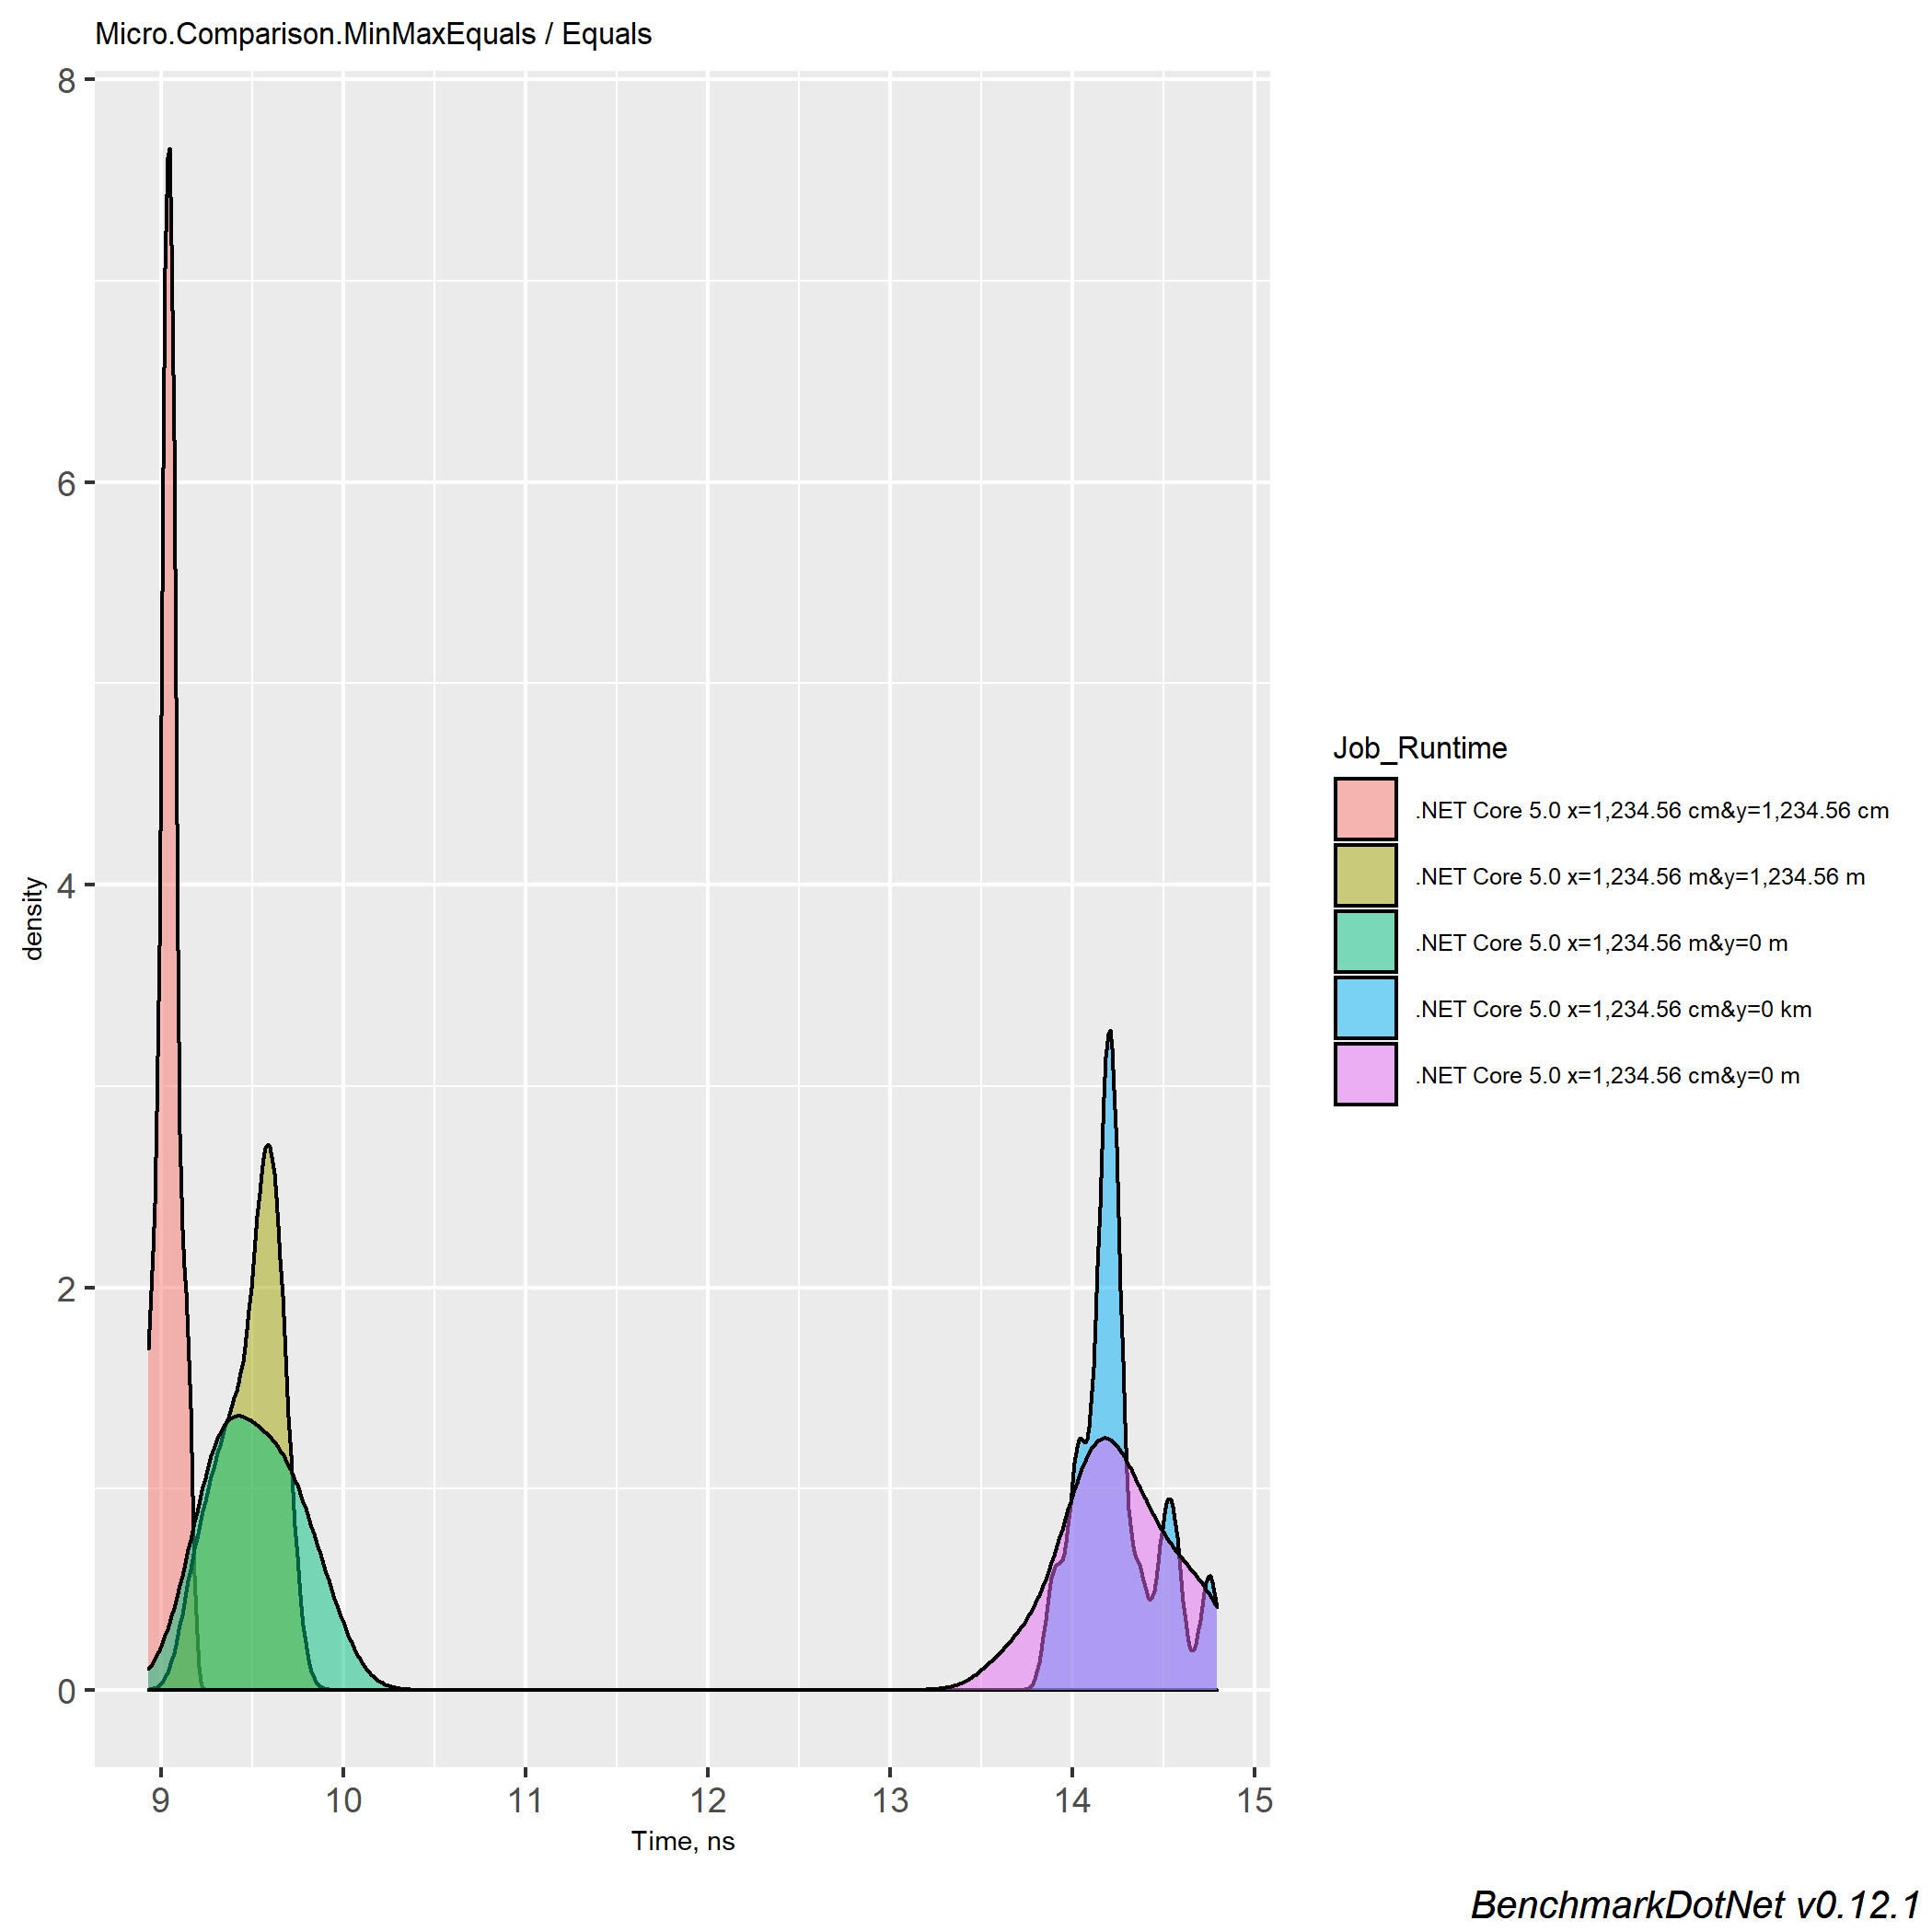 Micro.Comparison.MinMaxEquals / Equals
8
6
4
2
0
density
9 10 11 12 13 14 15
Time, ns
Job_Runtime
.NET Core 5.0 x=1,234.56 cm&y=1,234.56 cm
.NET Core 5.0 x=1,234.56 m&y=1,234.56 m
.NET Core 5.0 x=1,234.56 m&y=0 m
.NET Core 5.0 x=1,234.56 cm&y=0 km
.NET Core 5.0 x=1,234.56 cm&y=0 m
BenchmarkDotNet v0.12.1